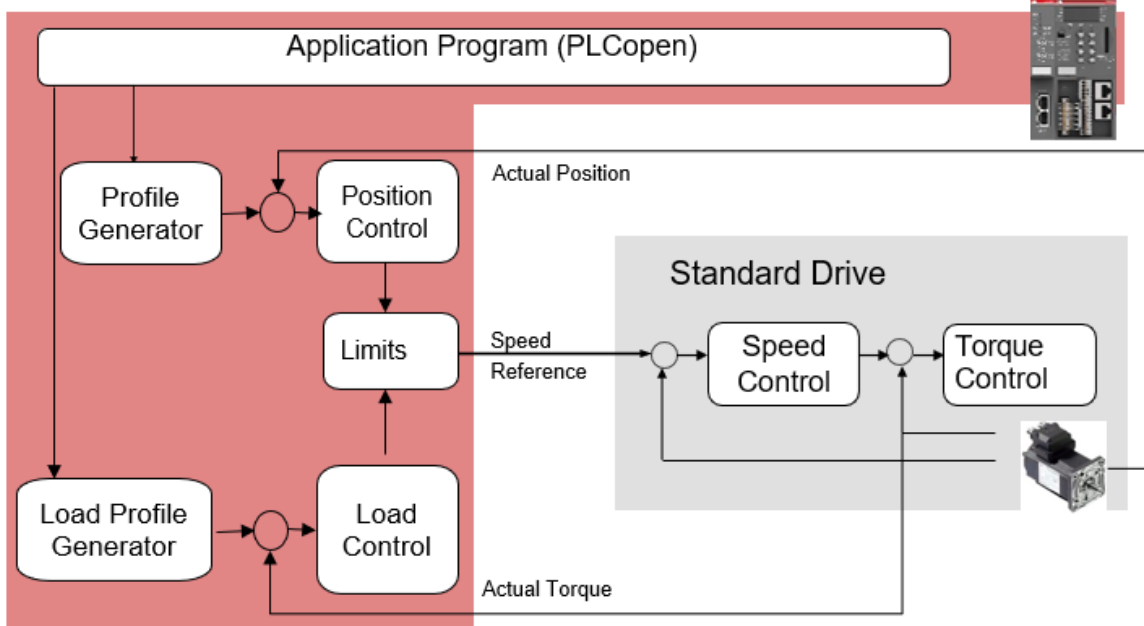 Application Program (PLCopen)
Profile
Generator
Position
Control
Actual Position
Standard Drive
Limits
Speed
Reference
Speed
Control
Torque
Control
Load Profile
Generator
Load
Control
Actual Torque